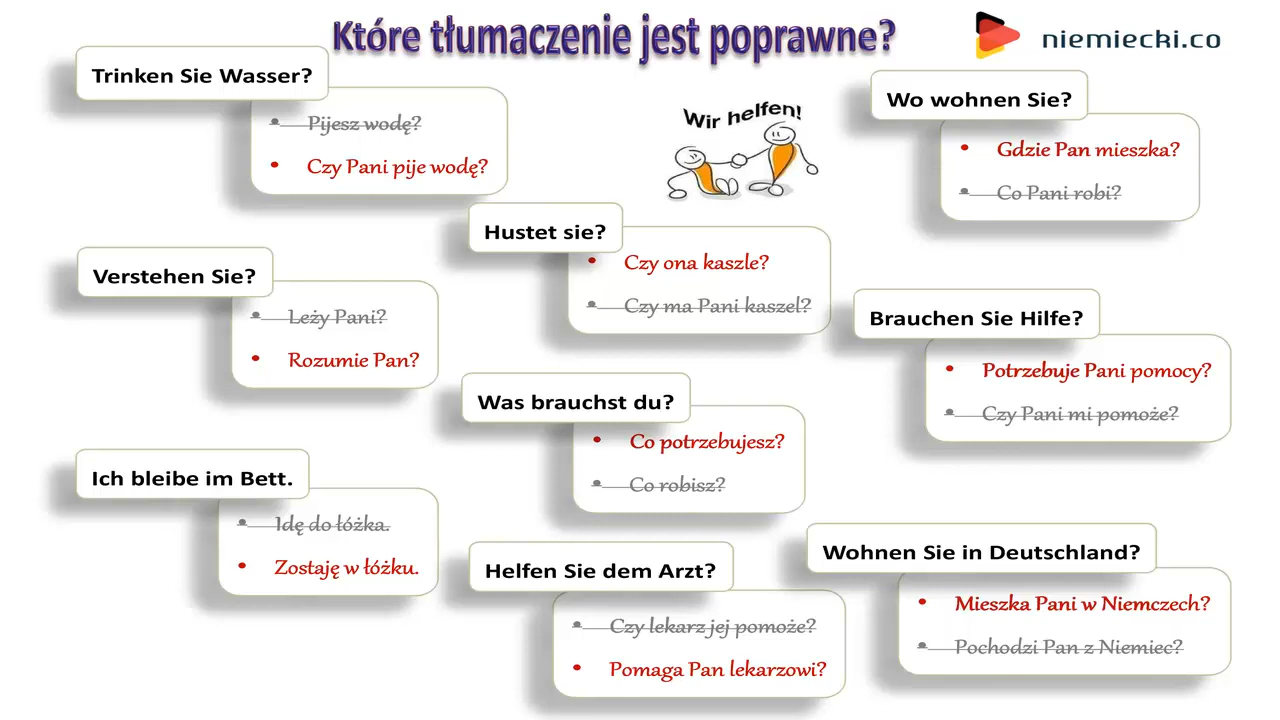 Które tłumaczenie jest poprawne?
niemiecki.co
Trinken Sie Wasser?
Pijesz wodę?
Czy Pani pije wodę?
Wir helfen!
Wo wohnen Sie?
Gdzie Pan mieszka?
Co Pani robi?
Hustet sie?
Czy ona kaszle?
Czy ma Pani kaszel?
Verstehen Sie?
Leży Pani?
Rozumie Pan?
Brauchen Sie Hilfe?
Potrzebuje Pani pomocy?
Czy Pani mi pomoże?
Was brauchst du?
Co potrzebujesz?
Co robisz?
Ich bleibe im Bett.
Idę do łóżka.
Zostaję w łóżku.
Helfen Sie dem Arzt?
Czy lekarz jej pomoże?
Pomaga Pan lekarzowi?
Wohnen Sie in Deutschland?
Mieszka Pani w Niemczech?
Pochodzi Pan z Niemiec?